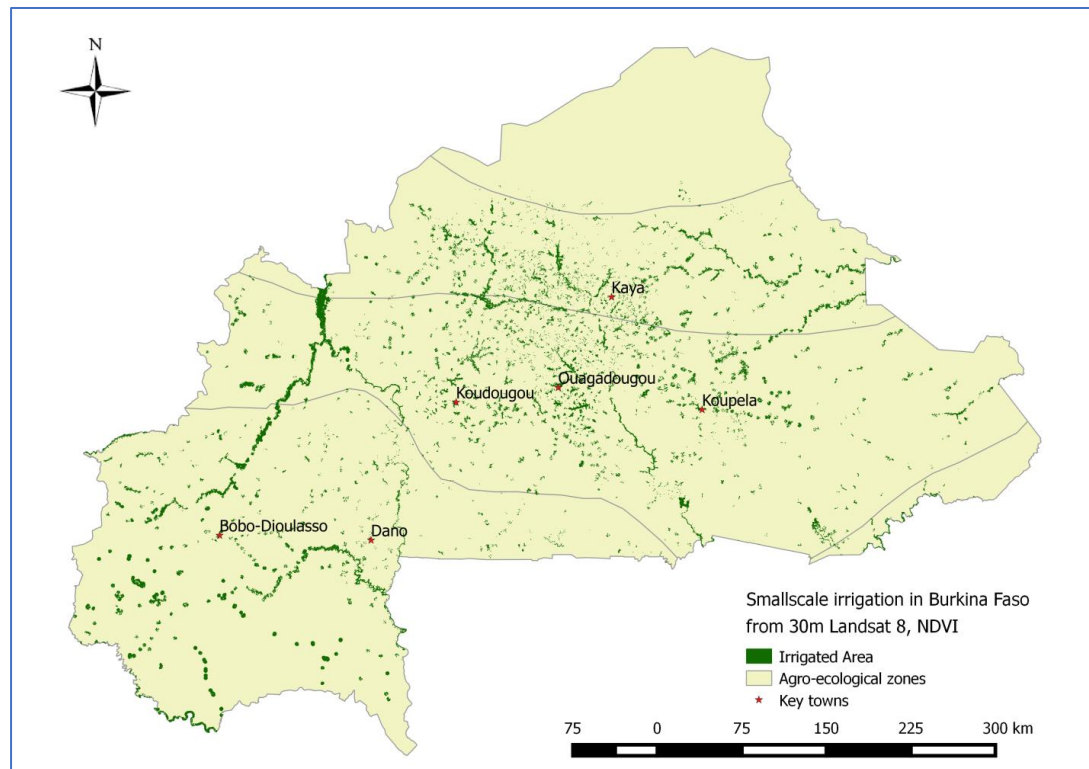 N
Kaya
Ouagadougou
Koudougou
Koupela
Bobo-Dioulasso
Dano
Smallscale irrigation in Burkina Faso
from 30m Landsat 8, NDVI
Irrigated Area
Agro-ecological zones
Key towns
75 0 75 150 225 300 km